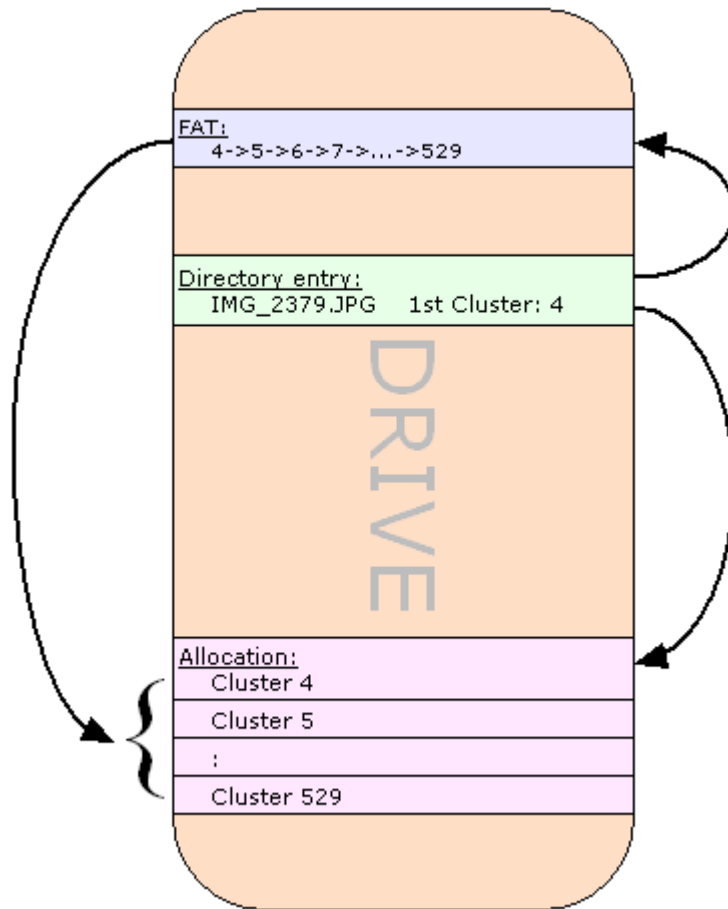 FAT:
4->5->6->7->...->529
Directory entry:
IMG_2379.JPG 1st Cluster: 4
DRIVE
Allocation:
Cluster 4
Cluster 5
:
Cluster 529